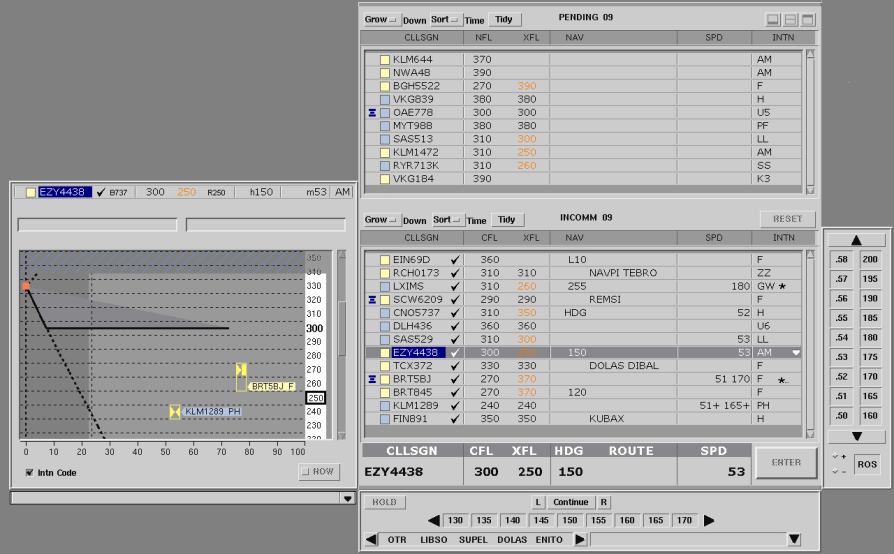 Grow Down Sort Time Tidy PENDING 09
CLLSGN NFL XFL NAV SPD INTN
KLM644 370 AM
NWA48 390 AM
BGH5522 270 390 F
VKG839 380 380 H
OAE778 300 300 U5
MYT988 380 380 PF
SAS513 310 300 LL
KLM1472 310 250 AM
RYR713K 310 260 SS
VKG184 390 K3
EZY4438 ✔ B737 300 250 R250 h150 m53 AM
350
340
330
320
310
300
290
280
270
260
250
240
230
BRT5BJ F
KLM1289 PH
0 10 20 30 40 50 60 70 80 90 100
Intn Code NOW
Grow Down Sort Time Tidy INCOMM 09 RESET
CLLSGN CFL XFL NAV SPD INTN
EIN69D ✔ 360 L10 F
RCH0173 ✔ 310 310 NAVPI TEBRO ZZ
LXIMS ✔ 310 260 255 180 GW *
SCW6209 ✔ 290 290 REMSI F
CNO5737 ✔ 310 350 HDG 52 H
DLH436 ✔ 360 360 U6
SAS529 ✔ 310 300 53 LL
EZY4438 ✔ 300 150 53 AM
TCX372 ✔ 330 330 DOLAS DIBAL F
BRT5BJ ✔ 270 370 51 170 F *..
BRT845 ✔ 270 370 120 F
KLM1289 ✔ 240 240 51+ 165+ PH
FIN891 ✔ 350 350 KUBAX H
CLLSGN CFL XFL HDG ROUTE SPD
EZY4438 300 250 150 53
ENTER
.58 200
.57 195
.56 190
.55 185
.54 180
.53 175
.52 170
.51 165
.50 160
+
-
ROS
HOLD L Continue R
130 135 140 145 150 155 160 165 170
OTR LIBSO SUPEL DOLAS ENITO